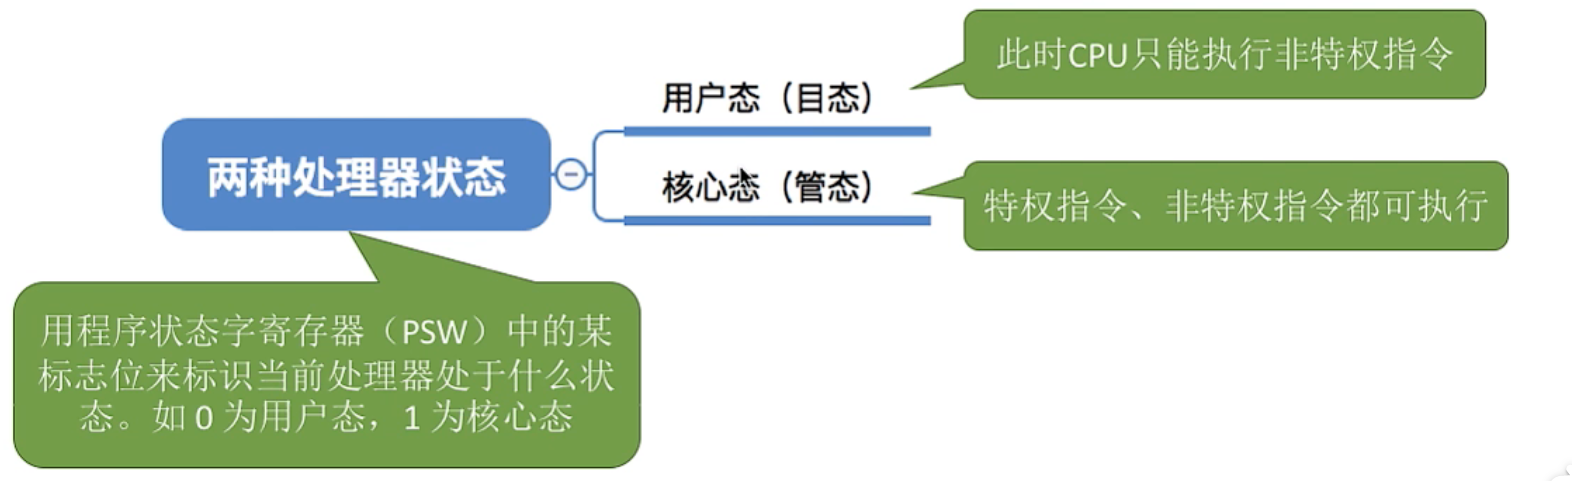 此时CPU只能执行非特权指令
用户态（目态）
两种处理器状态
核心态（管态）
特权指令、非特权指令都可执行
用程序状态字寄存器（PSW）中的某
标志位来标识当前处理器处于什么状
态。如 0 为用户态，1 为核心态